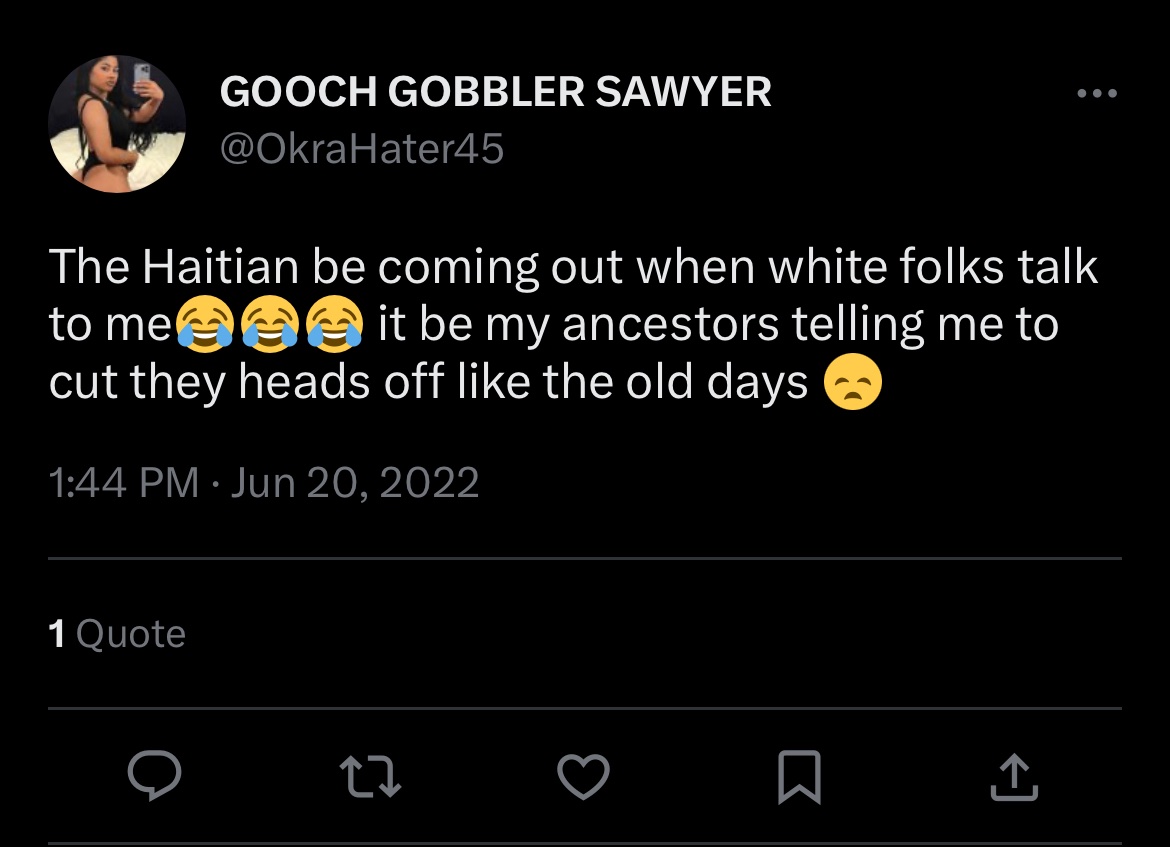 GOOCH GOBBLER SAWYER
@OkraHater45
The Haitian be coming out when white folks talk
to me😂😂😂 it be my ancestors telling me to
cut they heads off like the old days 😞
1:44 PM · Jun 20, 2022
1 Quote